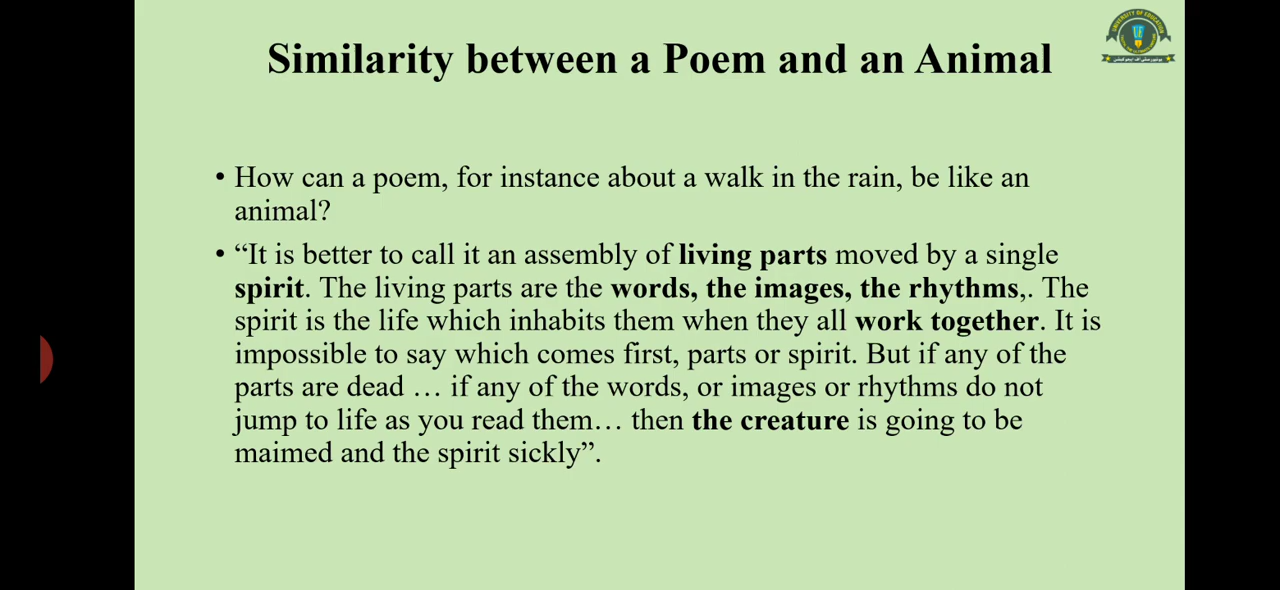 UNIVERSITY OF EDUCATION
Similarity between a Poem and an Animal
• How can a poem, for instance about a walk in the rain, be like an
animal?
• “It is better to call it an assembly of living parts moved by a single
spirit. The living parts are the words, the images, the rhythms,. The
spirit is the life which inhabits them when they all work together. It is
impossible to say which comes first, parts or spirit. But if any of the
parts are dead … if any of the words, or images or rhythms do not
jump to life as you read them… then the creature is going to be
maimed and the spirit sickly”.